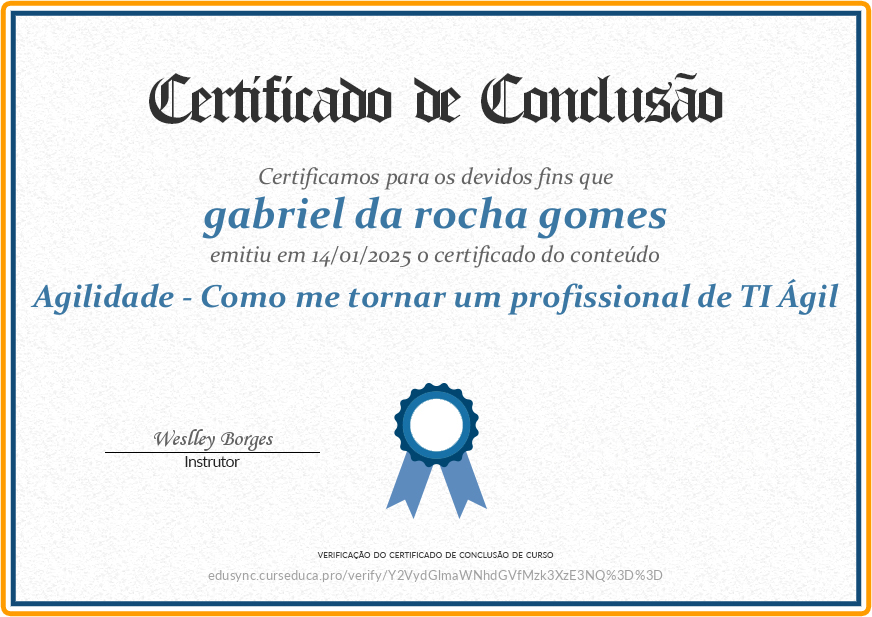 Certificado de Conclusão
Certificamos para os devidos fins que
gabriel da rocha gomes
emitiu em 14/01/2025 o certificado do conteúdo
Agilidade - Como me tornar um profissional de TI Ágil
Weslley Borges
Instrutor
VERIFICAÇÃO DO CERTIFICADO DE CONCLUSÃO DE CURSO
edusync.curseduca.pro/verify/Y2VydGlmaWNhdGVfMzk3XzE3NQ%3D%3D